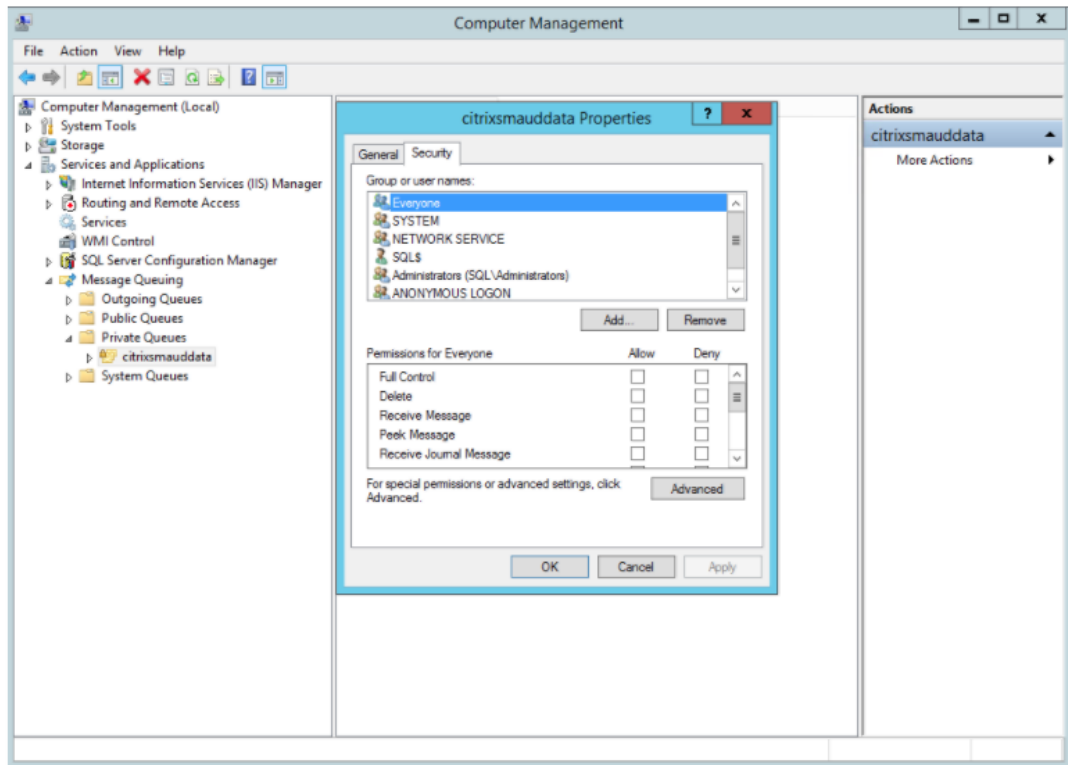 Computer Management
File Action View Help
Computer Management (Local)
System Tools
Storage
Services and Applications
Internet Information Services (IIS) Manager
Routing and Remote Access
Services
WMI Control
SQL Server Configuration Manager
Message Queuing
Outgoing Queues
Public Queues
Private Queues
citrixsmauddata
System Queues
citrixsmauddata Properties
? x
General Security
Group or user names:
Everyone
SYSTEM
NETWORK SERVICE
SQL$
Administrators (SQL\Administrators)
ANONYMOUS LOGON
Add... Remove
Permissions for Everyone Allow Deny
Full Control
Delete
Receive Message
Peek Message
Receive Journal Message
For special permissions or advanced settings, click
Advanced.
Advanced
OK Cancel Apply
Actions
citrixsmauddata
More Actions